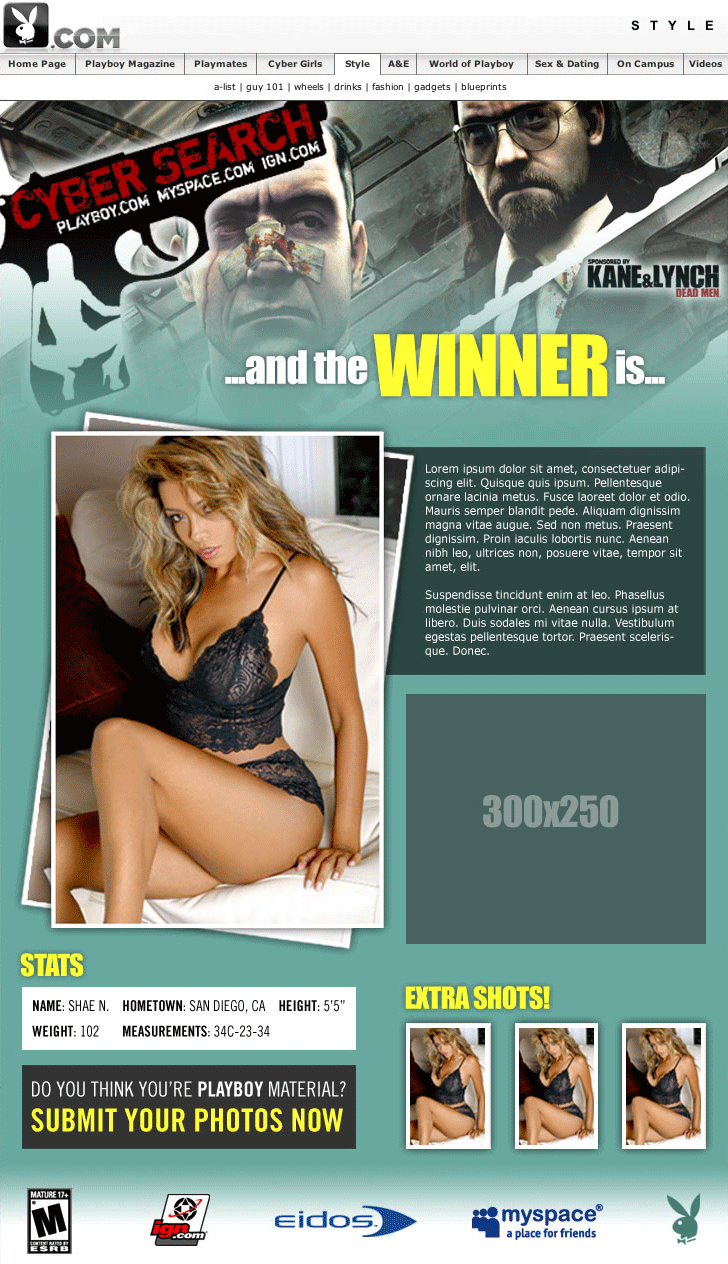 .COM
STYLE
Home Page Playboy Magazine Playmates Cyber Girls Style A&E World of Playboy Sex & Dating On Campus Videos
a-list | guy 101 | wheels | drinks | fashion | gadgets | blueprints
CYBER SEARCH
PLAYBOY.COM MYSPACE.COM IGN.COM
SPONSORED BY
KANE&LYNCH
DEAD MEN
...and the WINNER is...
Lorem ipsum dolor sit amet, consectetuer adipi-
scing elit. Quisque quis ipsum. Pellentesque
ornare lacinia metus. Fusce laoreet dolor et odio.
Mauris semper blandit pede. Aliquam dignissim
magna vitae augue. Sed non metus. Praesent
dignissim. Proin iaculis lobortis nunc. Aenean
nibh leo, ultrices non, posuere vitae, tempor sit
amet, elit.
Suspendisse tincidunt enim at leo. Phasellus
molestie pulvinar orci. Aenean cursus ipsum at
libero. Duis sodales mi vitae nulla. Vestibulum
egestas pellentesque tortor. Praesent sceleris-
que. Donec.
300x250
STATS
NAME: SHAE N. HOMETOWN: SAN DIEGO, CA HEIGHT: 5'5"
WEIGHT: 102 MEASUREMENTS: 34C-23-34
EXTRA SHOTS!
DO YOU THINK YOU'RE PLAYBOY MATERIAL?
SUBMIT YOUR PHOTOS NOW
MATURE 17+
M
CONTENT RATED BY
ESRB
ign.com
eidos
myspace®
a place for friends